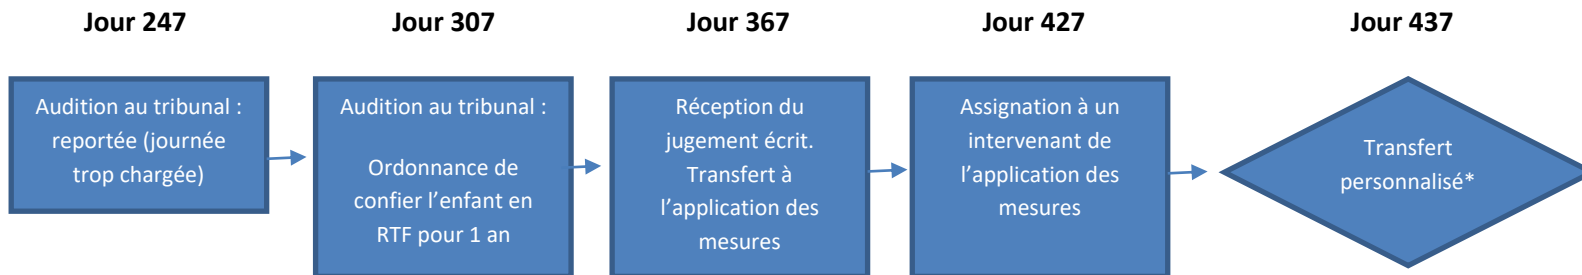 Jour 247
Jour 307
Jour 367
Jour 427
Jour 437
Audition au tribunal :
reportée (journée
trop chargée)
Audition au tribunal :
Ordonnance de
confier l’enfant en
RTF pour 1 an
Réception du
jugement écrit.
Transfert à
l’application des
mesures
Assignation à un
intervenant de
l’application des
mesures
Transfert
personnalisé*